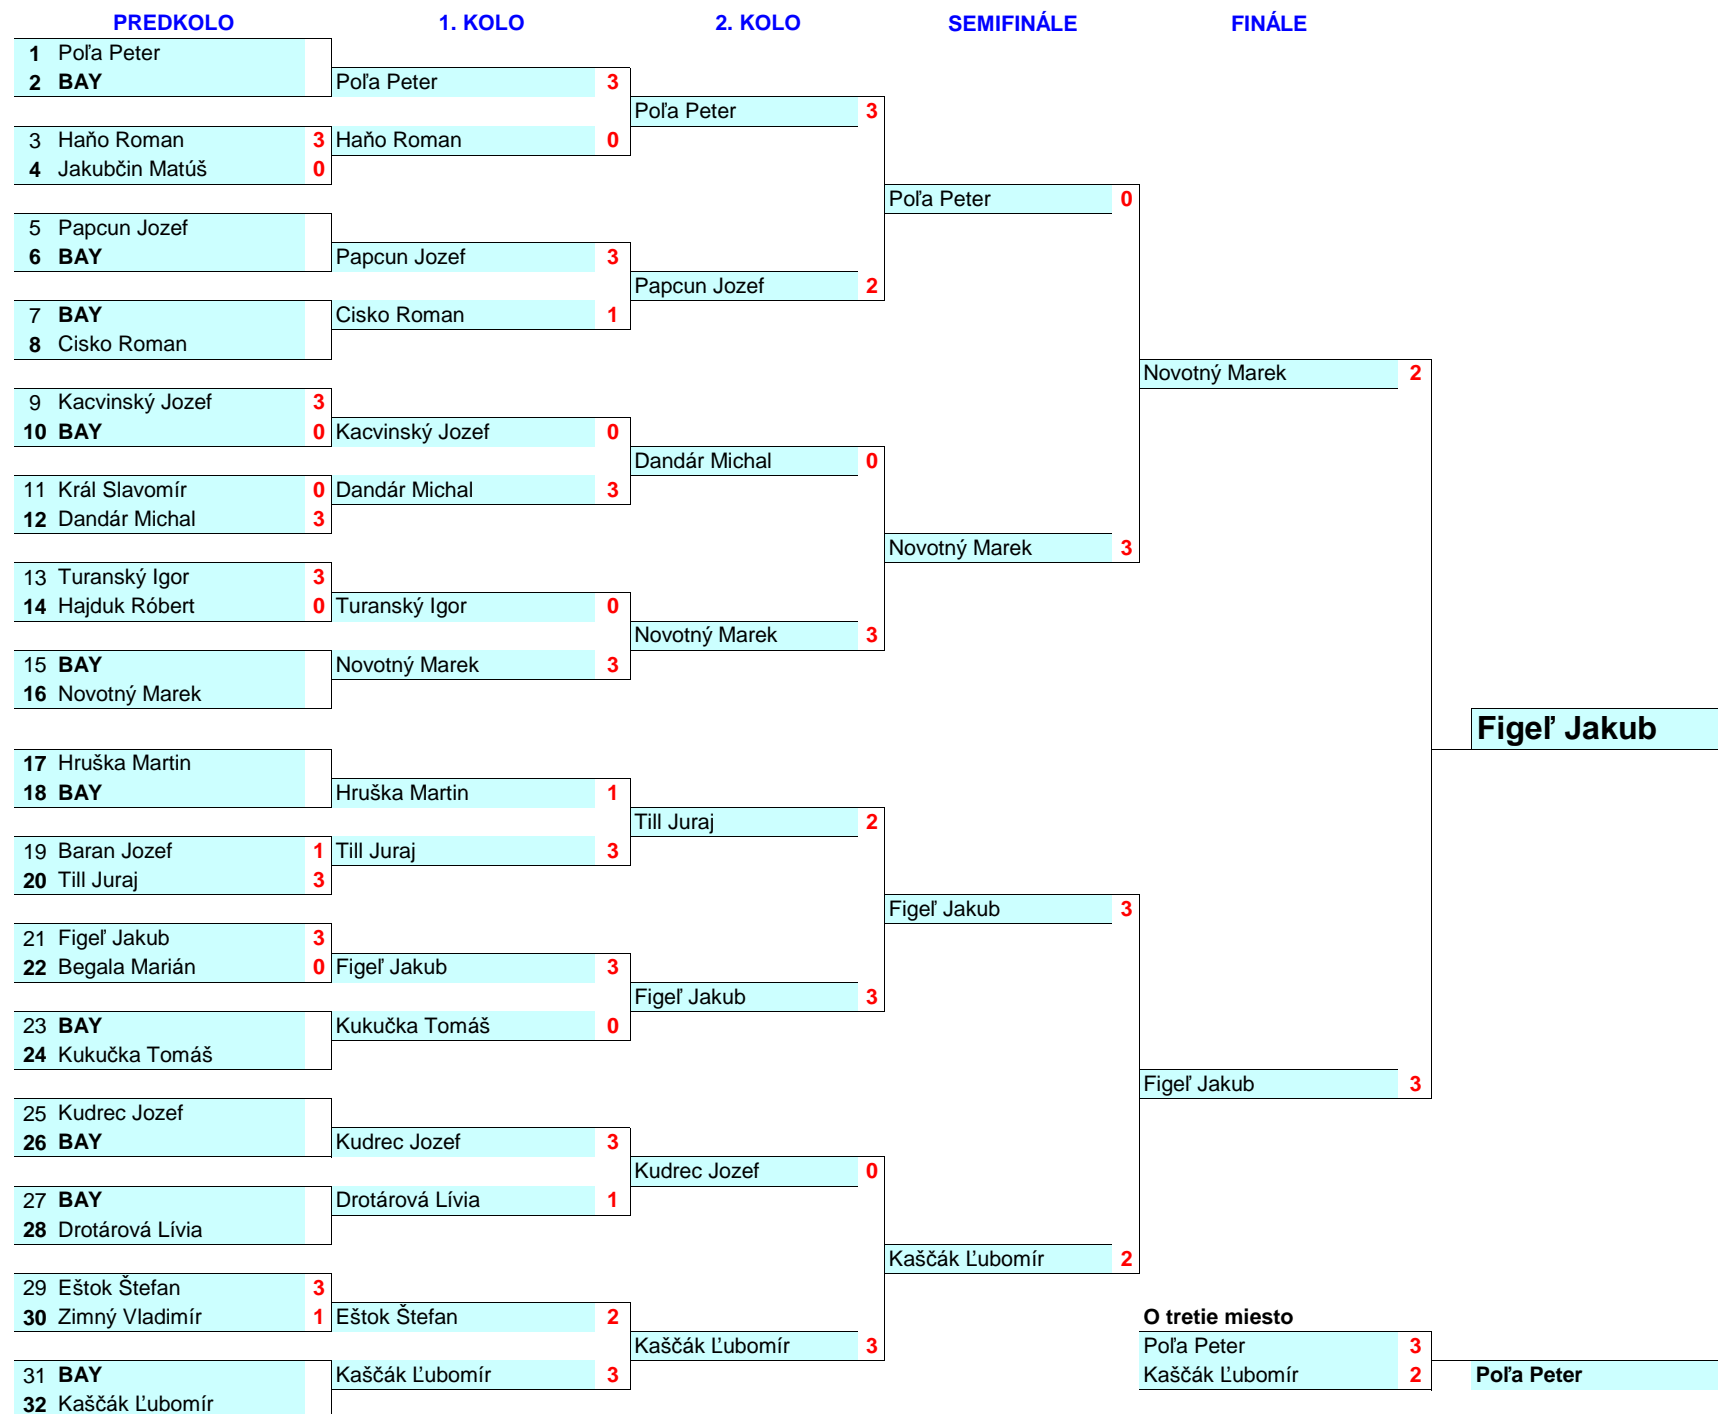 PREDKOLO 1. KOLO 2. KOLO SEMIFINÁLE FINÁLE
1 Poľa Peter
2 BAY Poľa Peter 3
Poľa Peter 3
3 Haňo Roman 3 Haňo Roman 0
4 Jakubčin Matúš 0
Poľa Peter 0
5 Papcun Jozef
6 BAY Papcun Jozef 3
Papcun Jozef 2
7 BAY Cisko Roman 1
8 Cisko Roman
Novotný Marek 2
9 Kacvinský Jozef 3
10 BAY 0 Kacvinský Jozef 0
Dandár Michal 0
11 Král Slavomír 0 Dandár Michal 3
12 Dandár Michal 3
Novotný Marek 3
13 Turanský Igor 3
14 Hajduk Róbert 0 Turanský Igor 0
Novotný Marek 3
15 BAY Novotný Marek 3
16 Novotný Marek
Figeľ Jakub
17 Hruška Martin
18 BAY Hruška Martin 1
Till Juraj 2
19 Baran Jozef 1 Till Juraj 3
20 Till Juraj 3
Figeľ Jakub 3
21 Figeľ Jakub 3
22 Begala Marián 0 Figeľ Jakub 3
Figeľ Jakub 3
23 BAY Kukučka Tomáš 0
24 Kukučka Tomáš
Figeľ Jakub 3
25 Kudrec Jozef
26 BAY Kudrec Jozef 3
Kudrec Jozef 0
27 BAY Drotárová Lívia 1
28 Drotárová Lívia
Kaščák Ľubomír 2
29 Eštok Štefan 3
30 Zimný Vladimír 1 Eštok Štefan 2 O tretie miesto
Kaščák Ľubomír 3 Poľa Peter 3
31 BAY Kaščák Ľubomír 3 Kaščák Ľubomír 2 Poľa Peter
32 Kaščák Ľubomír